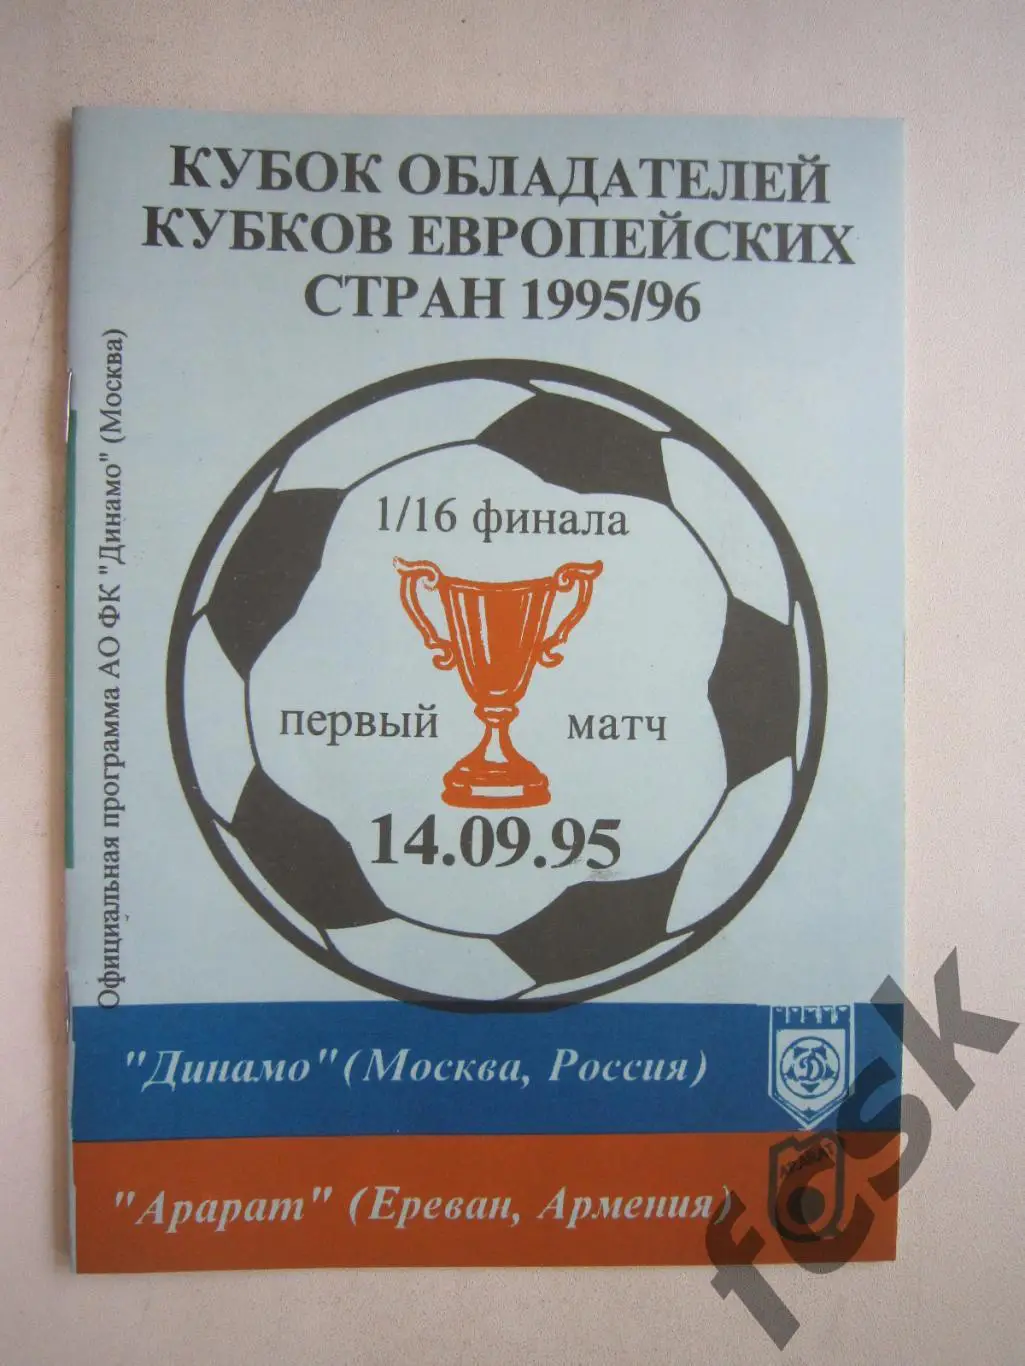 КУБОК ОБЛАДАТЕЛЕЙ
КУБКОВ ЕВРОПЕЙСКИХ
СТРАН 1995/96
Официальная программа АО ФК "Динамо" (Москва)
1/16 финала
первый матч
14.09.95
"Динамо" (Москва, Россия)
Д
"Арарат" (Ереван, Армения)
АРАРАТ
fcsk